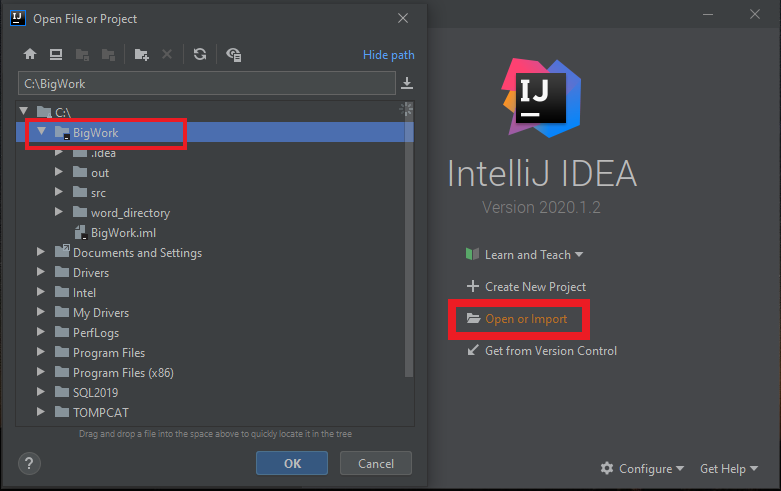 Open File or Project
Hide path
C:\BigWork
C:\
BigWork
.idea
out
src
word_directory
BigWork.iml
Documents and Settings
Drivers
Intel
My Drivers
PerfLogs
Program Files
Program Files (x86)
SQL2019
TOMPCAT
Drag and drop a file into the space above to quickly locate it in the tree
?
OK
Cancel
IJ
IntelliJ IDEA
Version 2020.1.2
Learn and Teach
Create New Project
Open or Import
Get from Version Control
Configure
Get Help